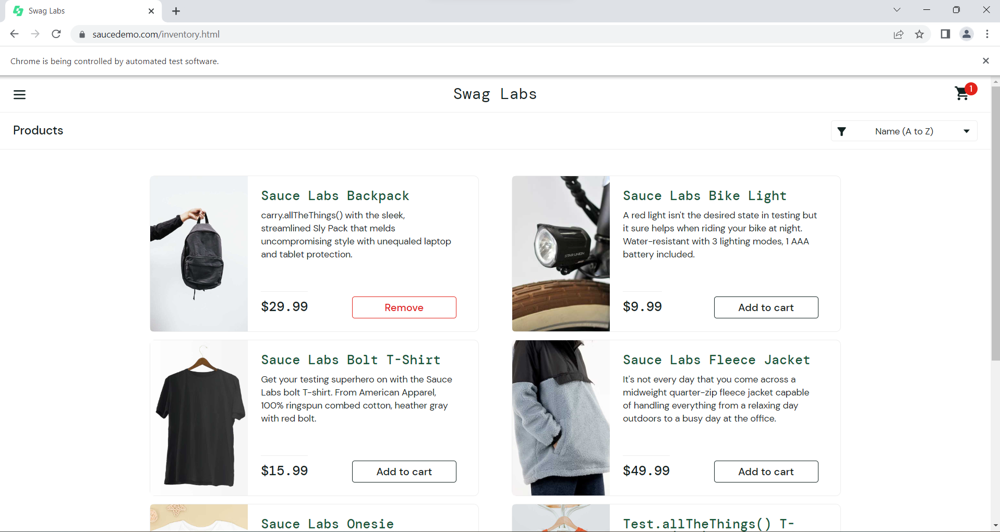 Swag Labs
saucedemo.com/inventory.html
Chrome is being controlled by automated test software.
Swag Labs
1
Products
Name (A to Z)
Sauce Labs Backpack
carry.allTheThings() with the sleek,
streamlined Sly Pack that melds
uncompromising style with unequaled laptop
and tablet protection.
$29.99
Remove
Sauce Labs Bike Light
A red light isn't the desired state in testing but
it sure helps when riding your bike at night.
Water-resistant with 3 lighting modes, 1 AAA
battery included.
STAR UNION
$9.99
Add to cart
Sauce Labs Bolt T-Shirt
Get your testing superhero on with the Sauce
Labs bolt T-shirt. From American Apparel,
100% ringspun combed cotton, heather gray
with red bolt.
$15.99
Add to cart
Sauce Labs Fleece Jacket
It's not every day that you come across a
midweight quarter-zip fleece jacket capable
of handling everything from a relaxing day
outdoors to a busy day at the office.
$49.99
Add to cart
Sauce Labs Onesie
Test.allTheThings() T-